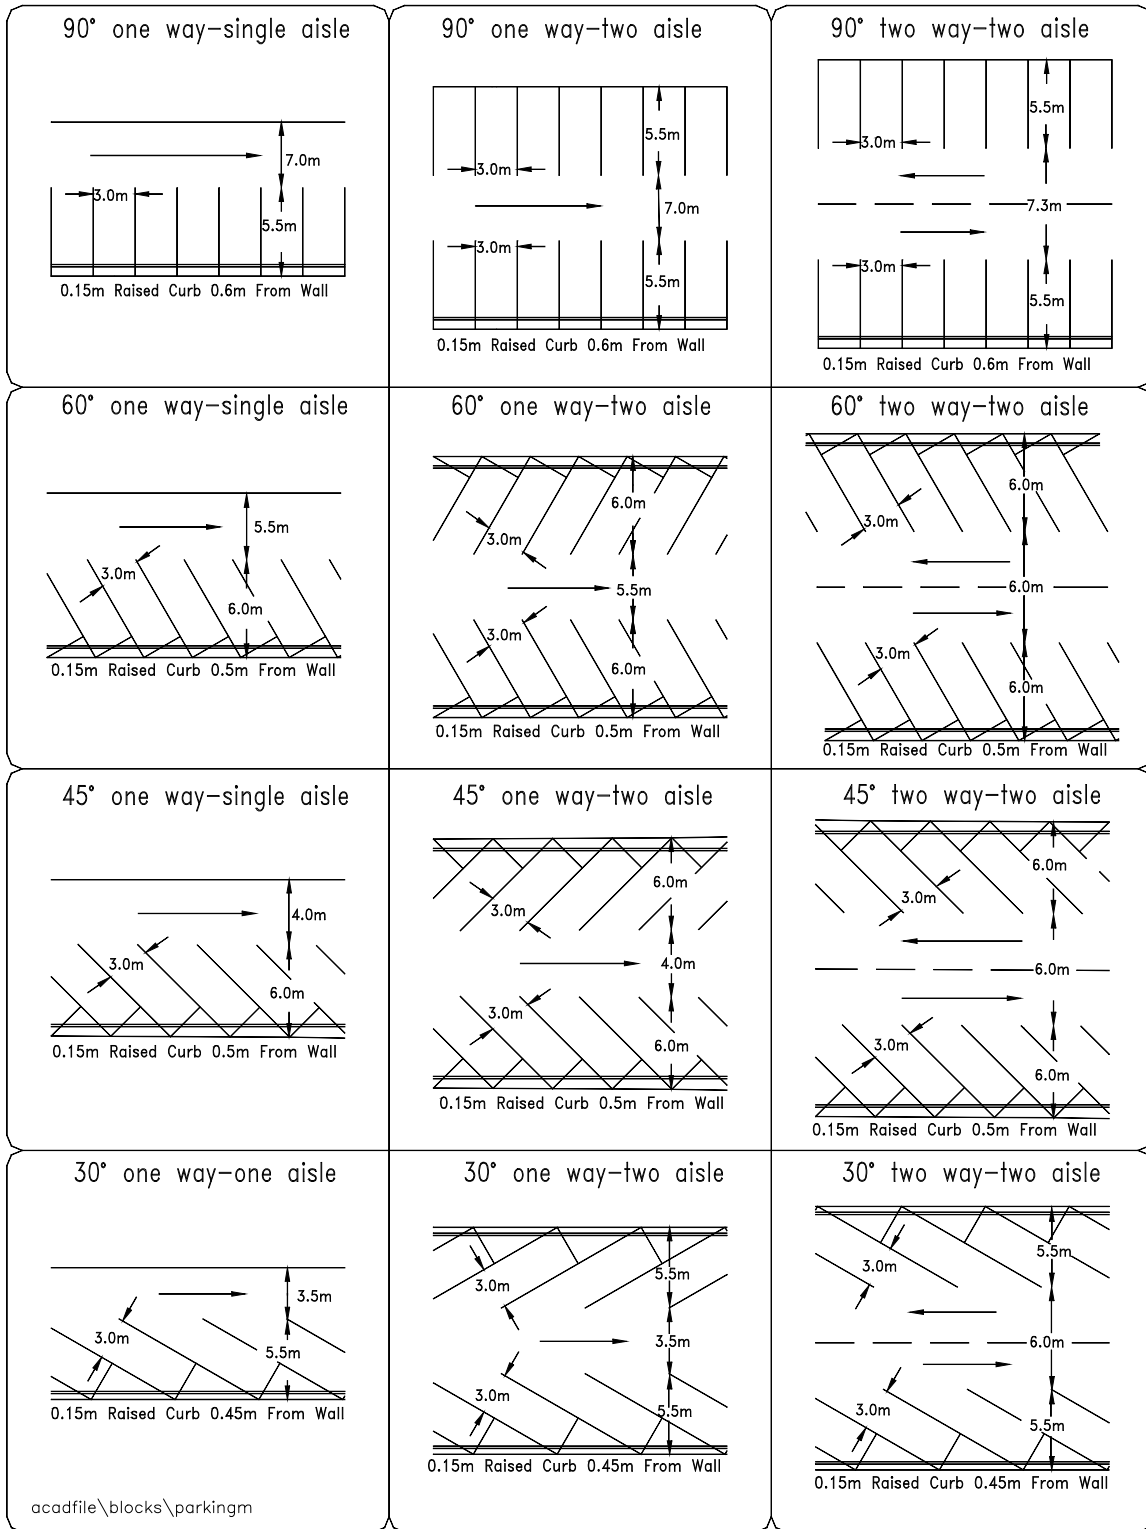 90° one way-single aisle
7.0m
3.0m
5.5m
0.15m Raised Curb 0.6m From Wall
90° one way-two aisle
5.5m
3.0m
7.0m
3.0m
5.5m
0.15m Raised Curb 0.6m From Wall
90° two way-two aisle
5.5m
3.0m
7.3m
3.0m
5.5m
0.15m Raised Curb 0.6m From Wall
60° one way-single aisle
5.5m
3.0m
6.0m
0.15m Raised Curb 0.5m From Wall
60° one way-two aisle
6.0m
3.0m
5.5m
3.0m
6.0m
0.15m Raised Curb 0.5m From Wall
60° two way-two aisle
6.0m
3.0m
6.0m
3.0m
6.0m
0.15m Raised Curb 0.5m From Wall
45° one way-single aisle
4.0m
3.0m
6.0m
0.15m Raised Curb 0.5m From Wall
45° one way-two aisle
6.0m
3.0m
4.0m
3.0m
6.0m
0.15m Raised Curb 0.5m From Wall
45° two way-two aisle
6.0m
3.0m
6.0m
3.0m
6.0m
0.15m Raised Curb 0.5m From Wall
30° one way-one aisle
3.5m
3.0m
5.5m
0.15m Raised Curb 0.45m From Wall
30° one way-two aisle
5.5m
3.0m
3.5m
3.0m
5.5m
0.15m Raised Curb 0.45m From Wall
30° two way-two aisle
5.5m
3.0m
6.0m
3.0m
5.5m
0.15m Raised Curb 0.45m From Wall
acadfile\blocks\parkingm